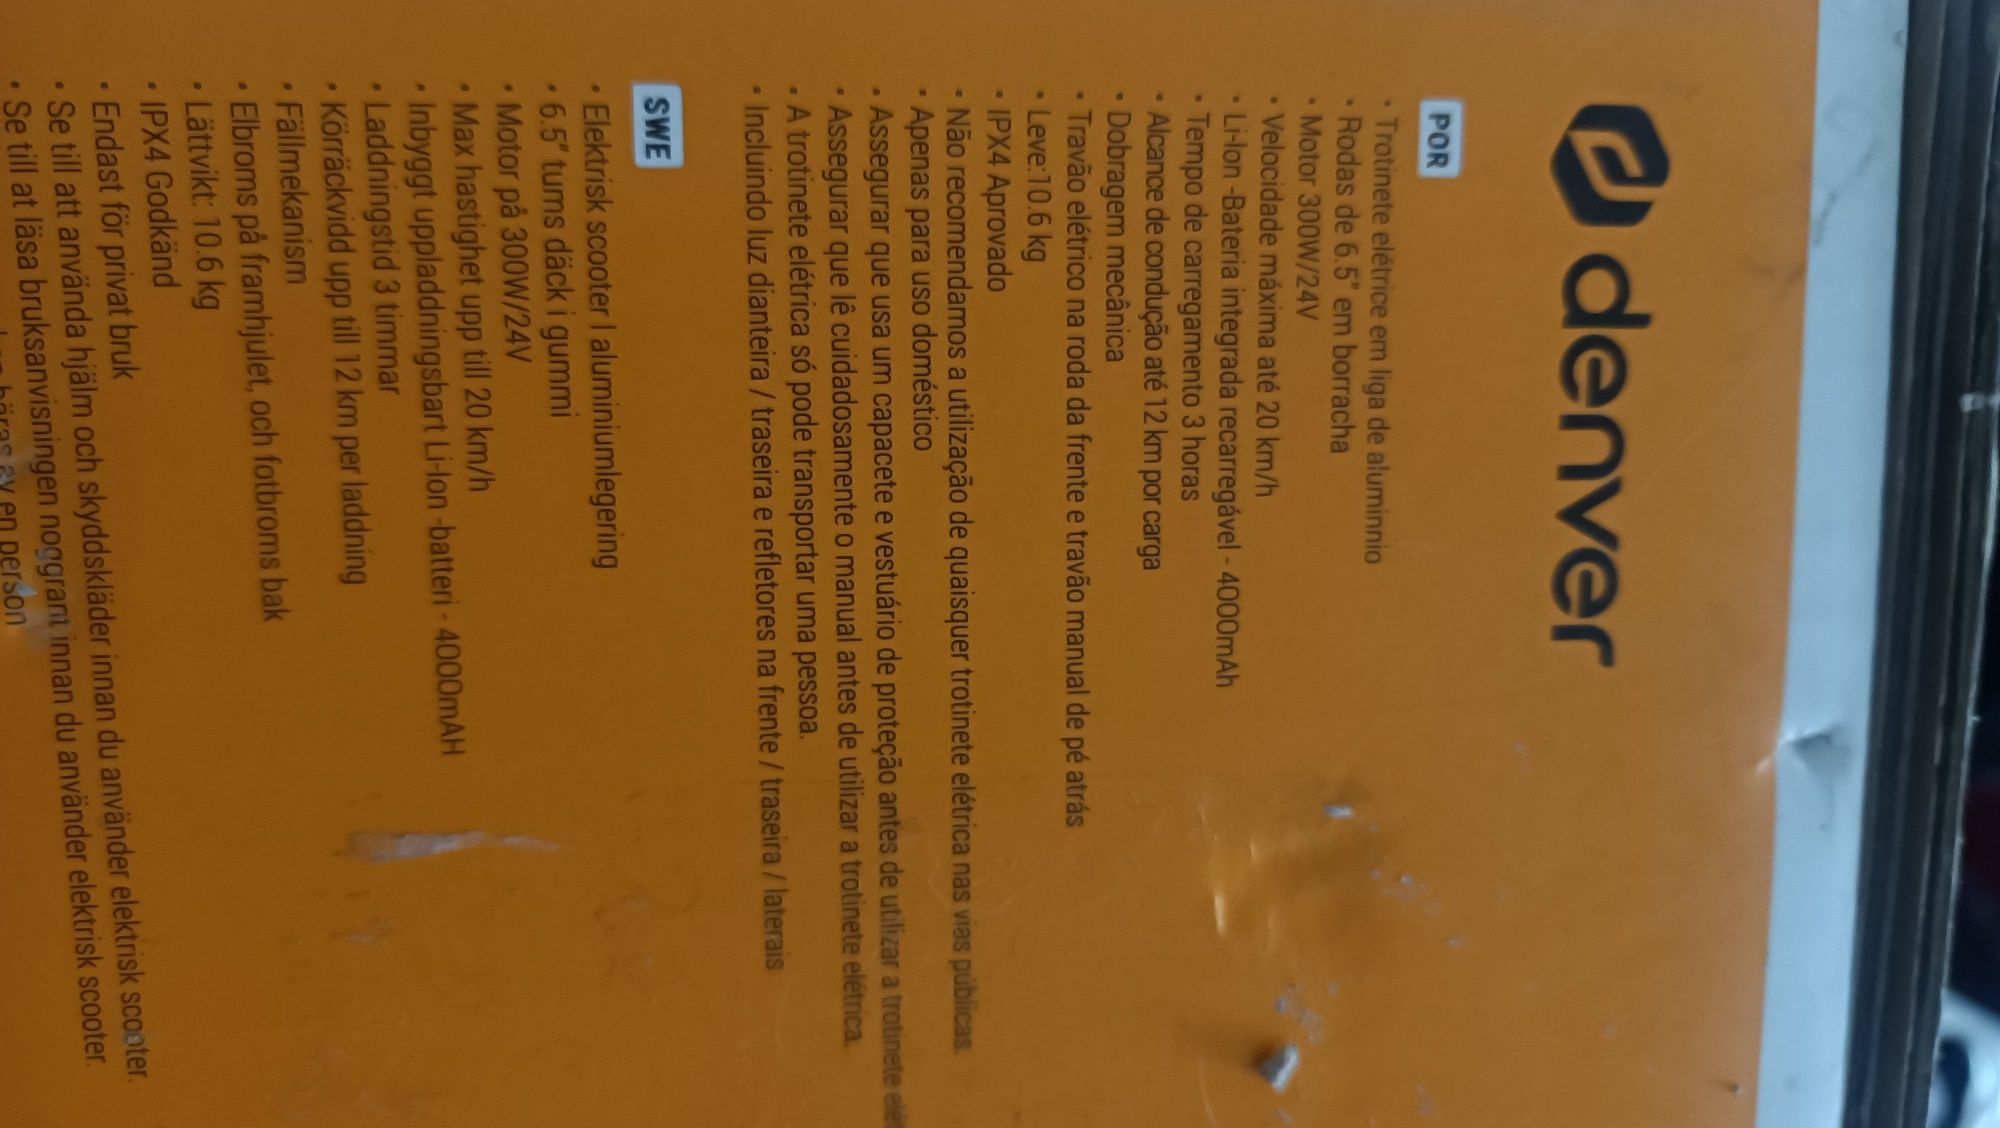 denver
POR
• Trotinete elétrice em liga de aluminnio
• Rodas de 6.5" em borracha
• Motor 300W/24V
• Velocidade máxima até 20 km/h
• Li-Ion -Bateria integrada recarregável - 4000mAh
• Tempo de carregamento 3 horas
• Alcance de condução até 12 km por carga
• Dobragem mecânica
• Travão elétrico na roda da frente e travão manual de pé atrás
• Leve:10.6 kg
• IPX4 Aprovado
• Não recomendamos a utilização de quaisquer trotinete elétrica nas vias públicas.
• Apenas para uso doméstico
• Assegurar que usa um capacete e vestuário de proteção antes de utilizar a trotinete
• Assegurar que lê cuidadosamente o manual antes de utilizar a trotinete elétrica.
• A trotinete elétrica só pode transportar uma pessoa.
• Incluindo luz dianteira / traseira e refletores na frente / traseira / laterais
SWE
• Elektrisk scooter I aluminiumlegering
• 6.5" tums däck i gummi
• Motor på 300W/24V
• Max hastighet upp till 20 km/h
• Inbyggt uppladdningsbart Li-Ion -batteri - 4000mAH
• Laddningstid 3 timmar
• Körräckvidd upp till 12 km per laddning
• Fällmekanism
• Elbroms på framhjulet, och fotbroms bak
• Lättvikt: 10.6 kg
• IPX4 Godkänd
• Endast för privat bruk
• Se till att använda hjälm och skyddskläder innan du använder elektrisk scooter.
• Se till at läsa bruksanvisningen noggrant innan du använder elektrisk scooter.
av en person